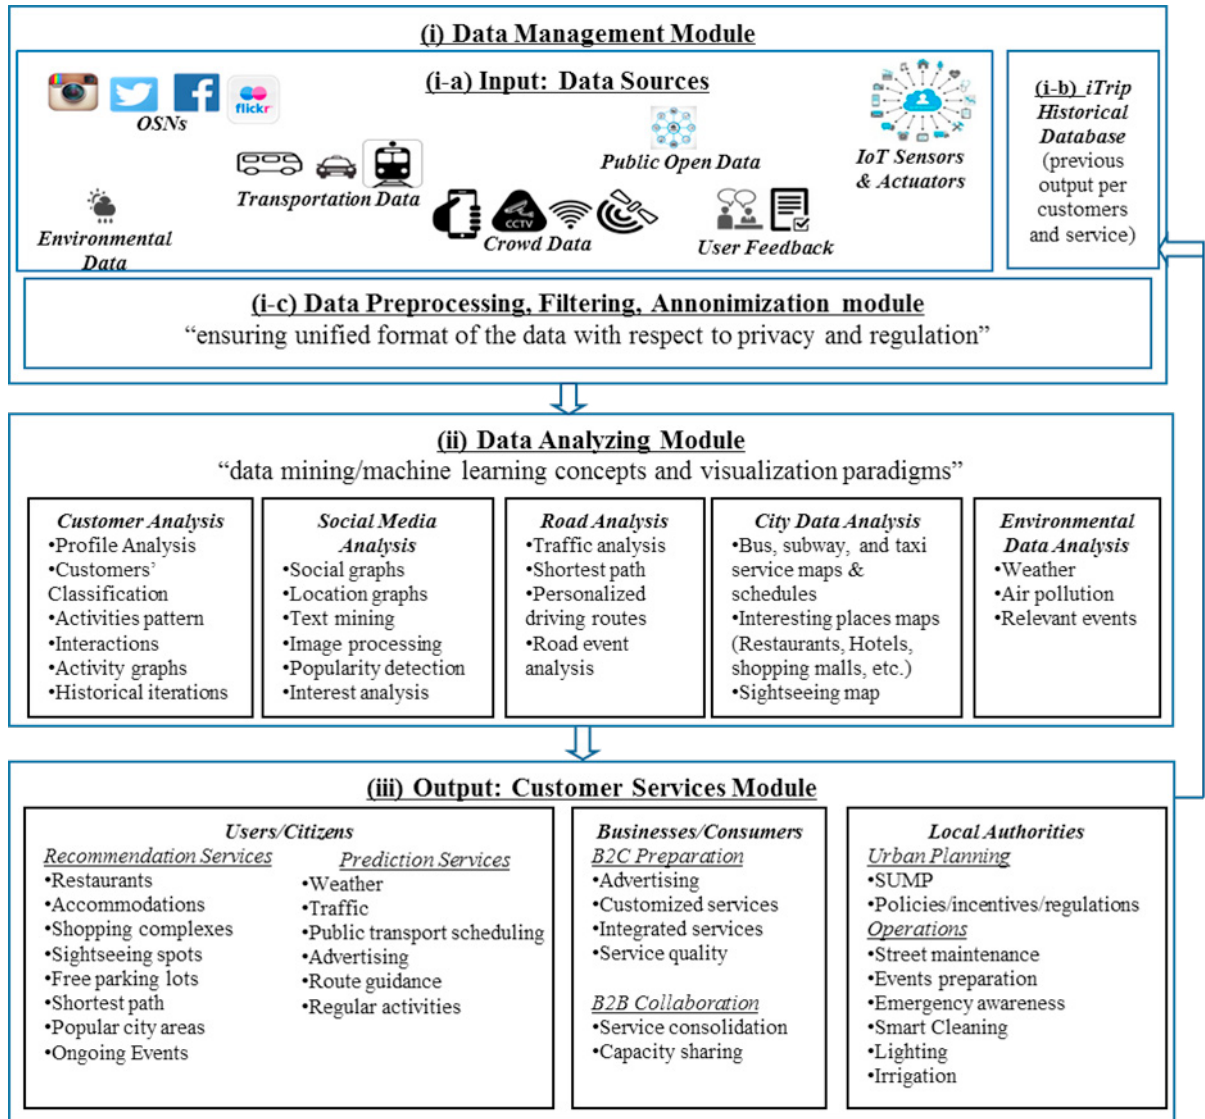 (i) Data Management Module
(i-a) Input: Data Sources
flickr
OSNs
Transportation Data
Environmental
Data
CCTV
Crowd Data
Public Open Data
User Feedback
IoT Sensors
& Actuators
(i-b) iTrip
Historical
Database
(previous
output per
customers
and service)
(i-c) Data Preprocessing, Filtering, Annonimization module
“ensuring unified format of the data with respect to privacy and regulation”
(ii) Data Analyzing Module
“data mining/machine learning concepts and visualization paradigms”
Customer Analysis
•Profile Analysis
•Customers’
Classification
•Activities pattern
•Interactions
•Activity graphs
•Historical iterations
Social Media
Analysis
•Social graphs
•Location graphs
•Text mining
•Image processing
•Popularity detection
•Interest analysis
Road Analysis
•Traffic analysis
•Shortest path
•Personalized
driving routes
•Road event
analysis
City Data Analysis
•Bus, subway, and taxi
service maps &
schedules
•Interesting places maps
(Restaurants, Hotels,
shopping malls, etc.)
•Sightseeing map
Environmental
Data Analysis
•Weather
•Air pollution
•Relevant events
(iii) Output: Customer Services Module
Users/Citizens
Recommendation Services
•Restaurants
•Accommodations
•Shopping complexes
•Sightseeing spots
•Free parking lots
•Shortest path
•Popular city areas
•Ongoing Events
Prediction Services
•Weather
•Traffic
•Public transport scheduling
•Advertising
•Route guidance
•Regular activities
Businesses/Consumers
B2C Preparation
•Advertising
•Customized services
•Integrated services
•Service quality
B2B Collaboration
•Service consolidation
•Capacity sharing
Local Authorities
Urban Planning
•SUMP
•Policies/incentives/regulations
Operations
•Street maintenance
•Events preparation
•Emergency awareness
•Smart Cleaning
•Lighting
•Irrigation